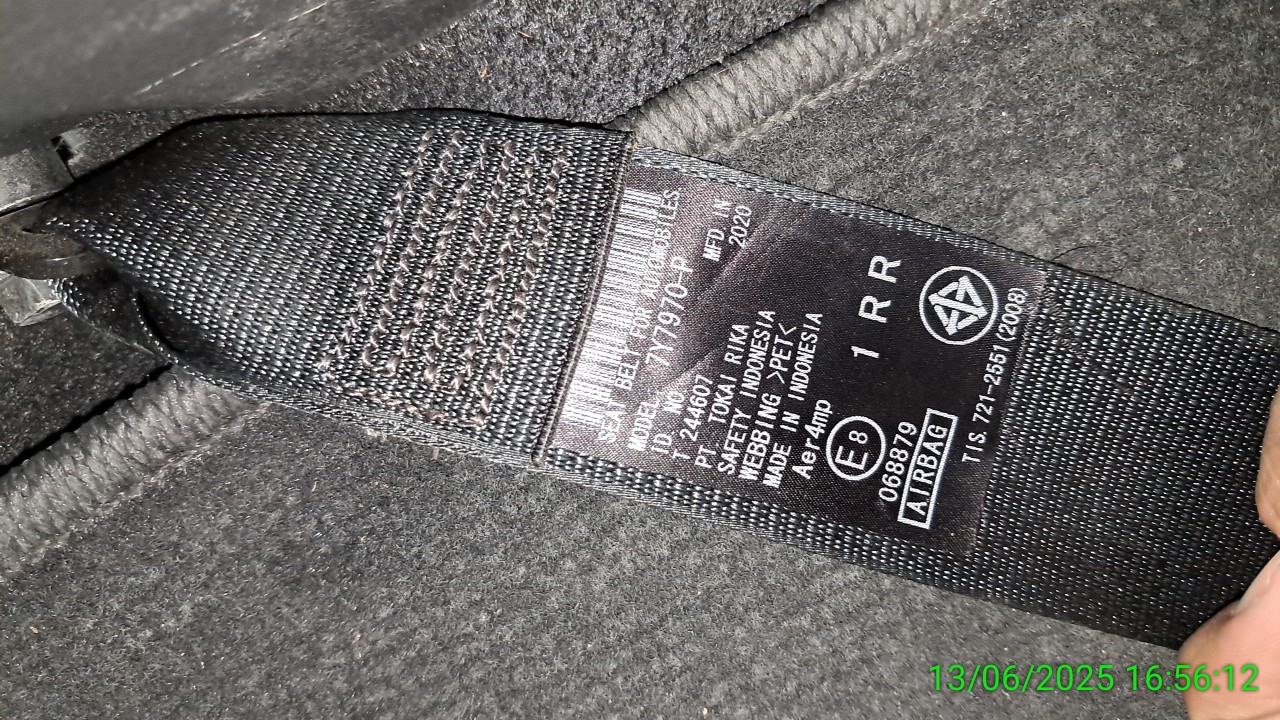 SEAT BELT FOR AUTOMOBILES
MODEL 7Y7970-P
ID. NO.
T 244607
MFD. IN
2020
PT TOKAI RIKA
SAFETY INDONESIA
WEBBING >PET<
MADE IN INDONESIA
Aer4mp
1 RR
E8
068879
AIRBAG
TIS. 721-2551 (2008)
13/06/2025 16:56:12